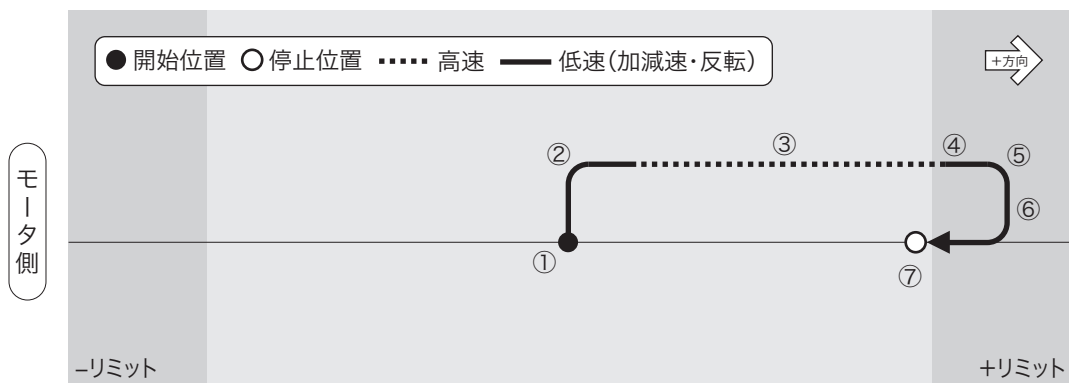 開始位置 停止位置 高速 低速(加減速・反転)
+方向
モータ側
② ③ ④ ⑤
⑥
① ⑦
−リミット +リミット